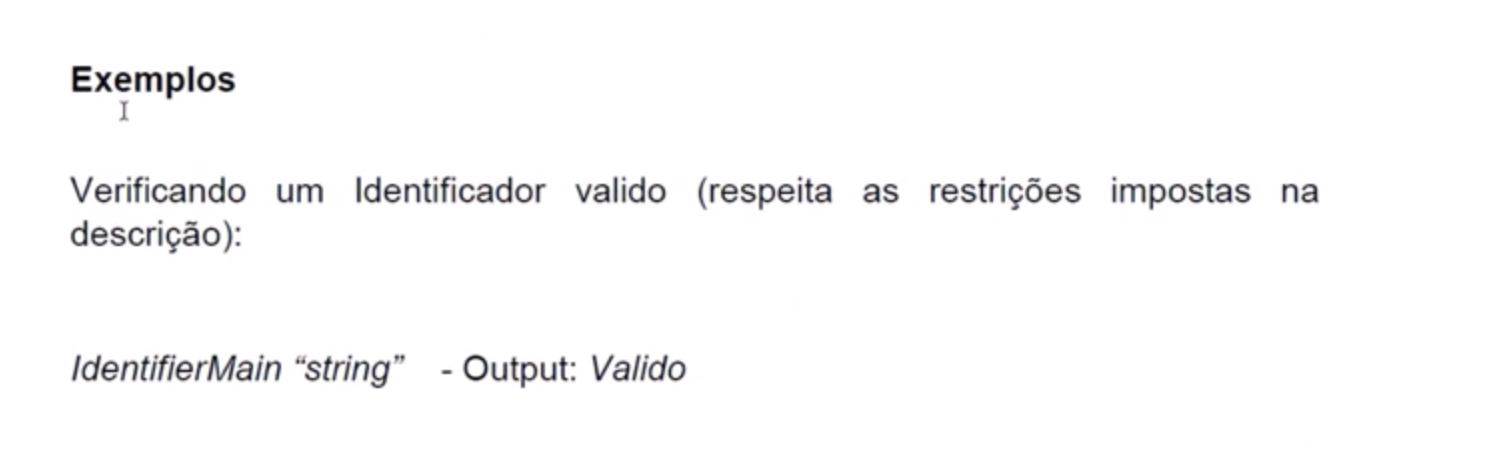 Exemplos
Verificando um Identificador valido (respeita as restrições impostas na
descrição):
IdentifierMain “string” - Output: Valido